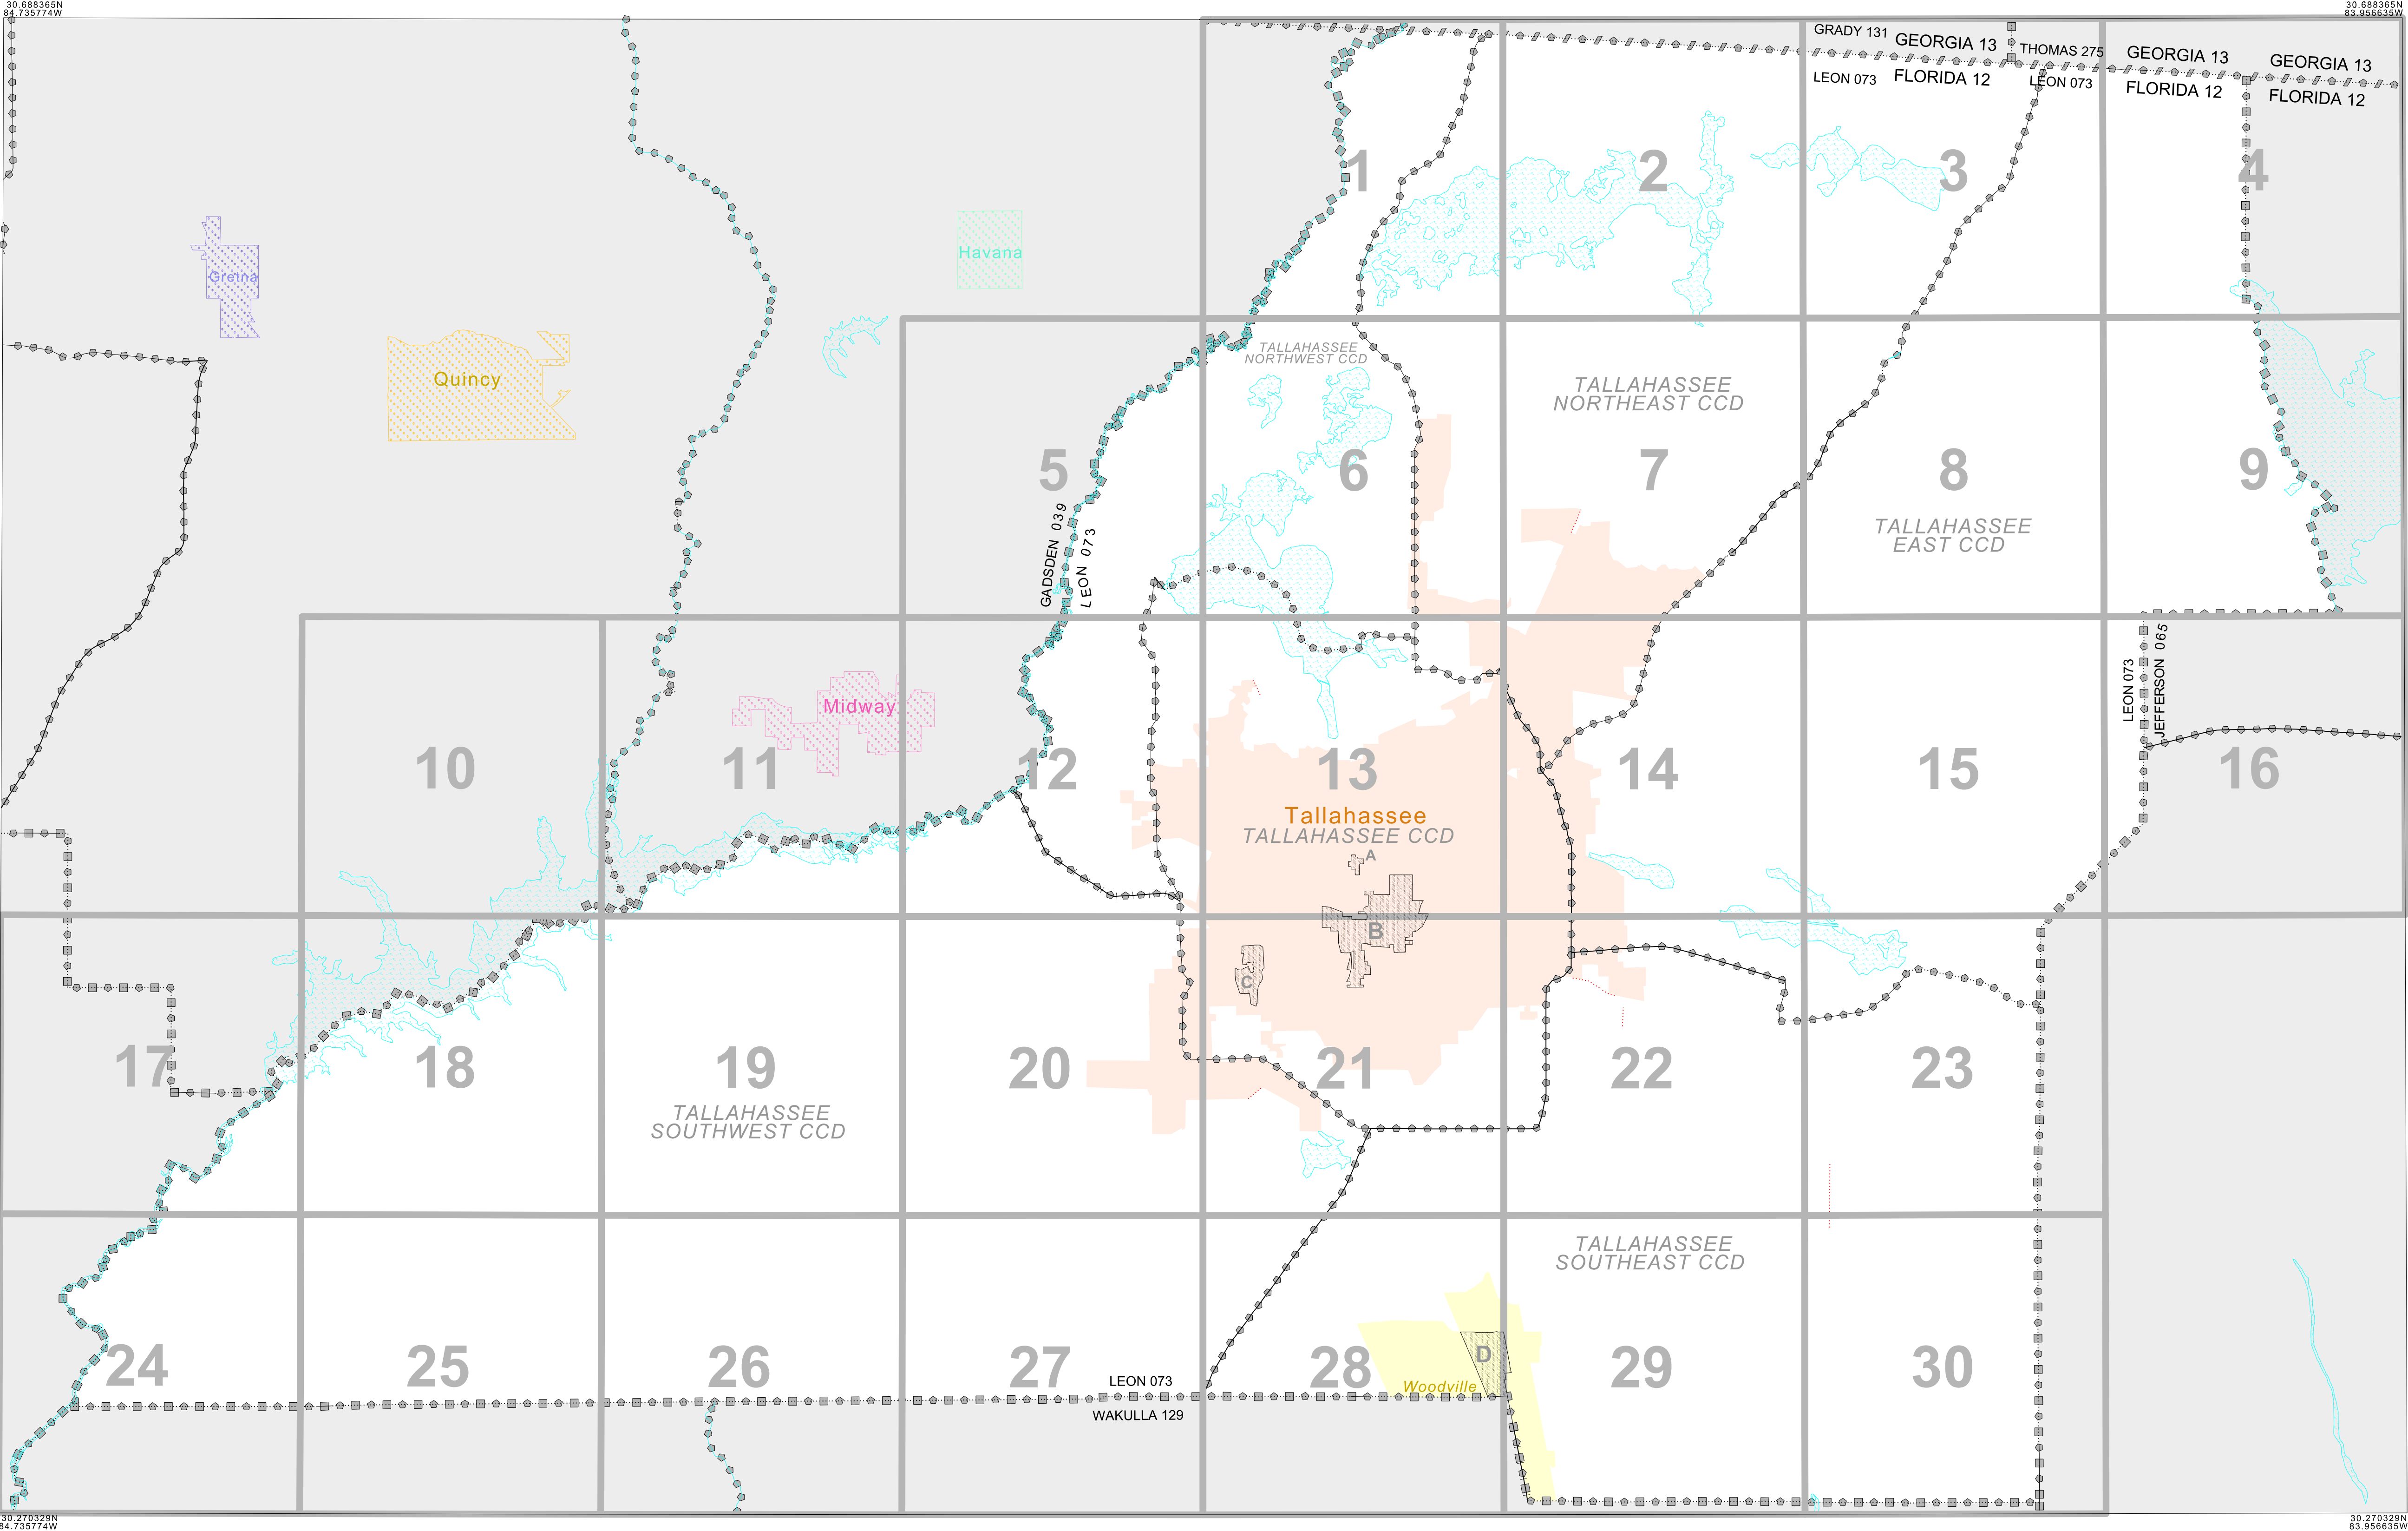 30.688365N
84.735774W
30.688365N
83.956635W
GRADY 131
GEORGIA 13
THOMAS 275
GEORGIA 13
GEORGIA 13
LEON 073
FLORIDA 12
LEON 073
FLORIDA 12
FLORIDA 12
1
2
3
4
Havana
Gretna
Quincy
TALLAHASSEE
NORTHWEST CCD
TALLAHASSEE
NORTHEAST CCD
5
6
7
8
9
TALLAHASSEE
EAST CCD
GADSDEN 039
LEON 073
LEON 073
JEFFERSON 065
Midway
10
11
12
13
14
15
16
Tallahassee
TALLAHASSEE CCD
A
B
C
17
18
19
20
21
22
23
TALLAHASSEE
SOUTHWEST CCD
TALLAHASSEE
SOUTHEAST CCD
24
25
26
27
28
29
30
D
Woodville
LEON 073
WAKULLA 129
30.270329N
84.735774W
30.270329N
83.956635W